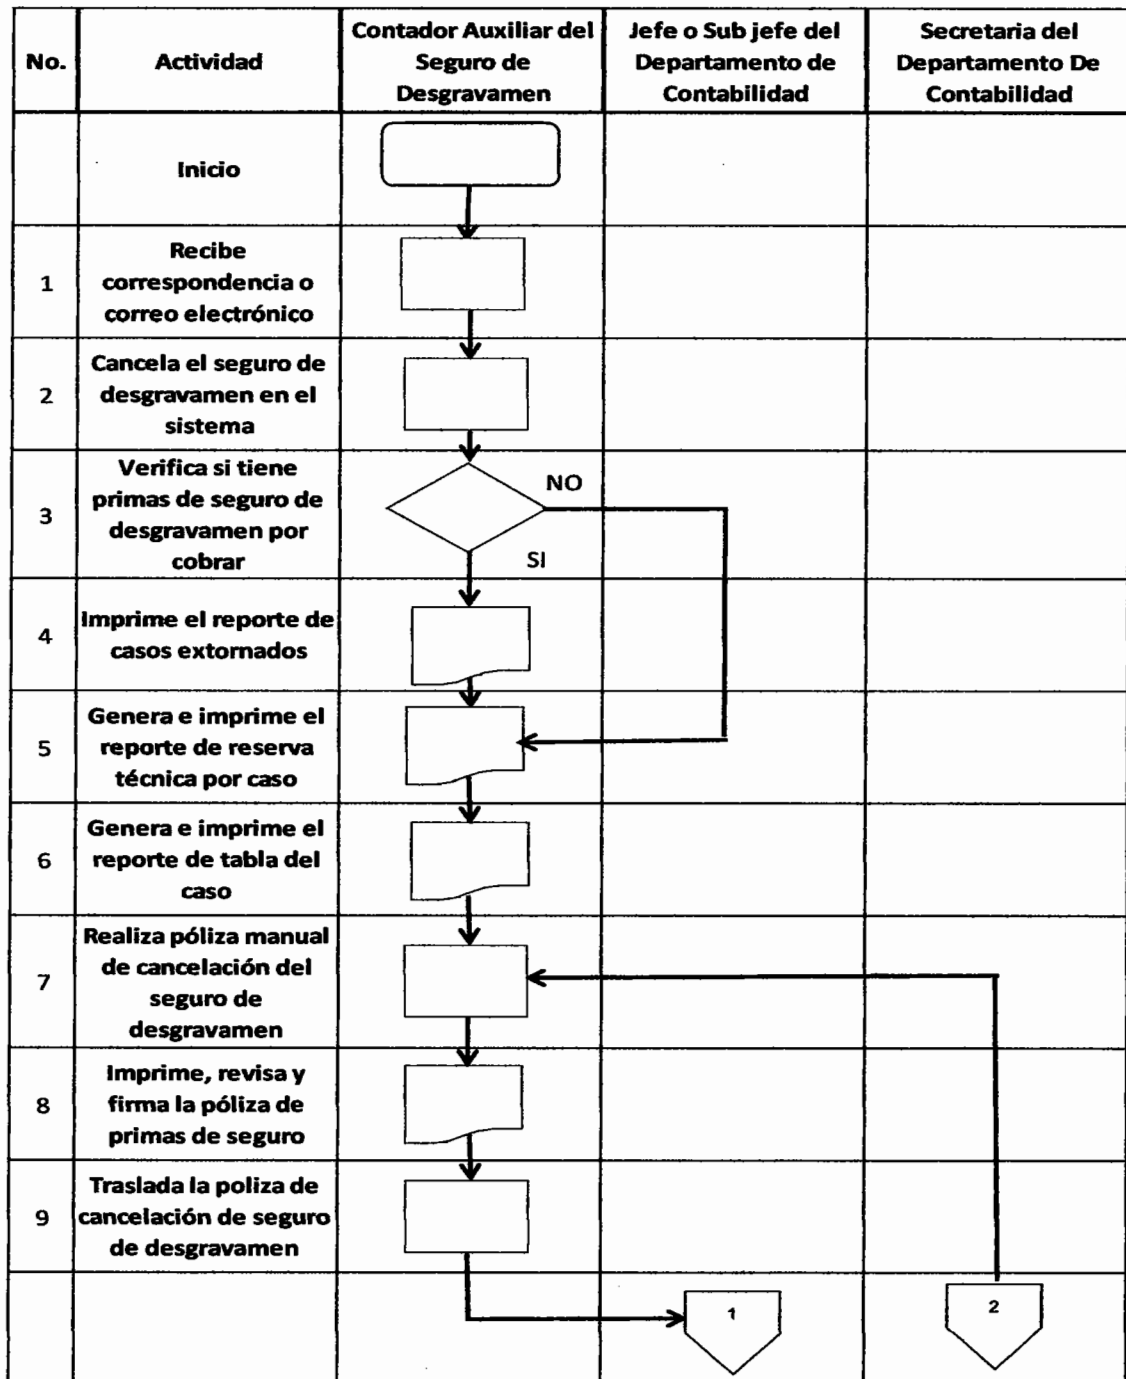 No.
Actividad
Contador Auxiliar del
Seguro de
Desgravamen
Jefe o Sub jefe del
Departamento de
Contabilidad
Secretaria del
Departamento De
Contabilidad
Inicio
1
Recibe
correspondencia o
correo electrónico
2
Cancela el seguro de
desgravamen en el
sistema
3
Verifica si tiene
primas de seguro de
desgravamen por
cobrar
NO
SI
4
Imprime el reporte de
casos extornados
5
Genera e imprime el
reporte de reserva
técnica por caso
6
Genera e imprime el
reporte de tabla del
caso
7
Realiza póliza manual
de cancelación del
seguro de
desgravamen
8
Imprime, revisa y
firma la póliza de
primas de seguro
9
Traslada la poliza de
cancelación de seguro
de desgravamen
1
2